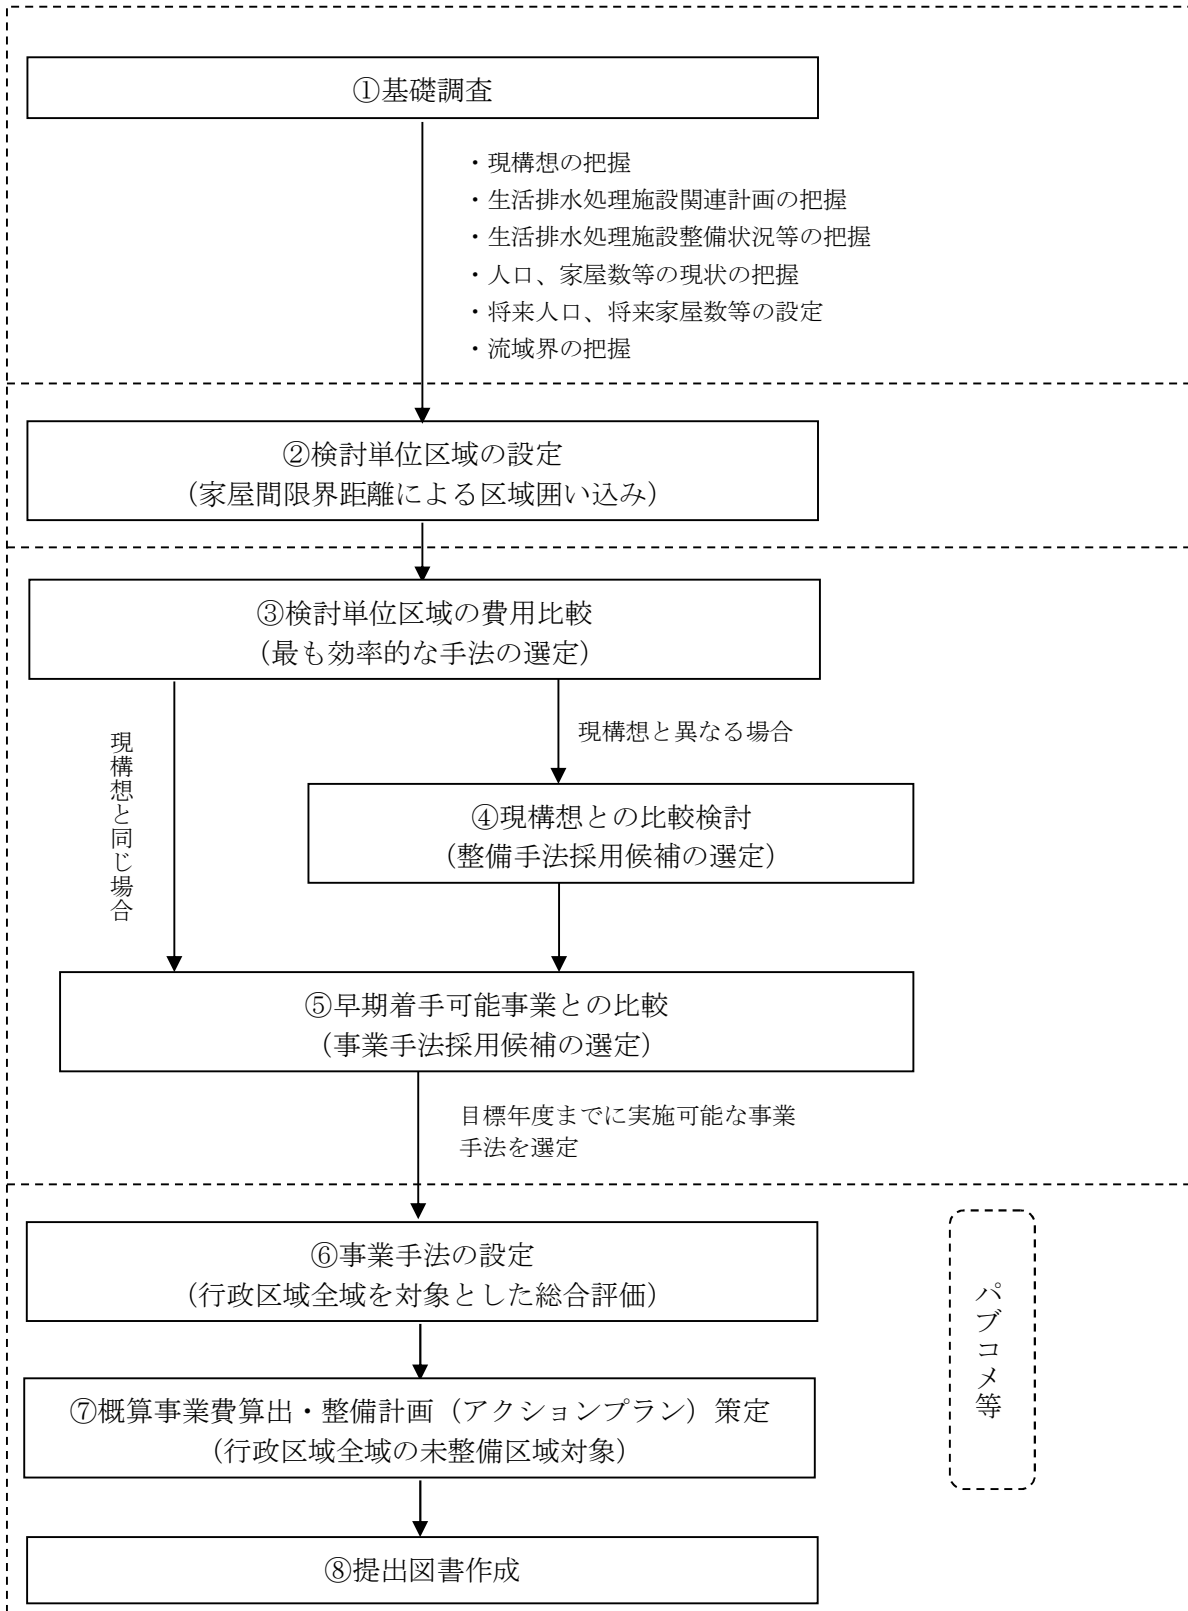 ①基礎調査
・現構想の把握
・生活排水処理施設関連計画の把握
・生活排水処理施設整備状況等の把握
・人口、家屋数等の現状の把握
・将来人口、将来家屋数等の設定
・流域界の把握
②検討単位区域の設定
（家屋間限界距離による区域囲い込み）
③検討単位区域の費用比較
（最も効率的な手法の選定）
現構想と同じ場合
現構想と異なる場合
④現構想との比較検討
（整備手法採用候補の選定）
⑤早期着手可能事業との比較
（事業手法採用候補の選定）
目標年度までに実施可能な事業
手法を選定
⑥事業手法の設定
（行政区域全域を対象とした総合評価）
パブコメ等
⑦概算事業費算出・整備計画（アクションプラン）策定
（行政区域全域の未整備区域対象）
⑧提出図書作成